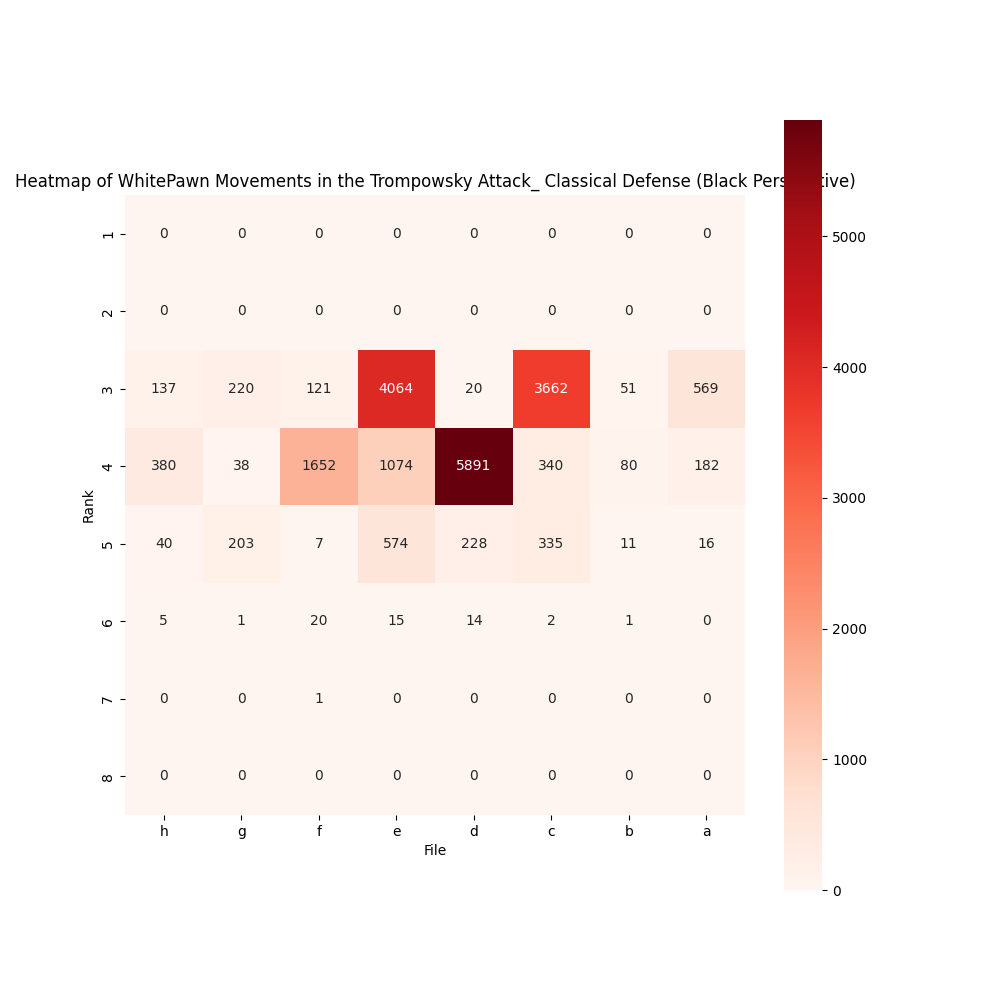 Heatmap of WhitePawn Movements in the Trompowsky Attack_ Classical Defense (Black Perspective)
1 0 0 0 0 0 0 0 0
2 0 0 0 0 0 0 0 0
3 137 220 121 4064 20 3662 51 569
4 380 38 1652 1074 5891 340 80 182
5 40 203 7 574 228 335 11 16
6 5 1 20 15 14 2 1 0
7 0 0 1 0 0 0 0 0
8 0 0 0 0 0 0 0 0
h g f e d c b a
File
Rank
5000
4000
3000
2000
1000
0